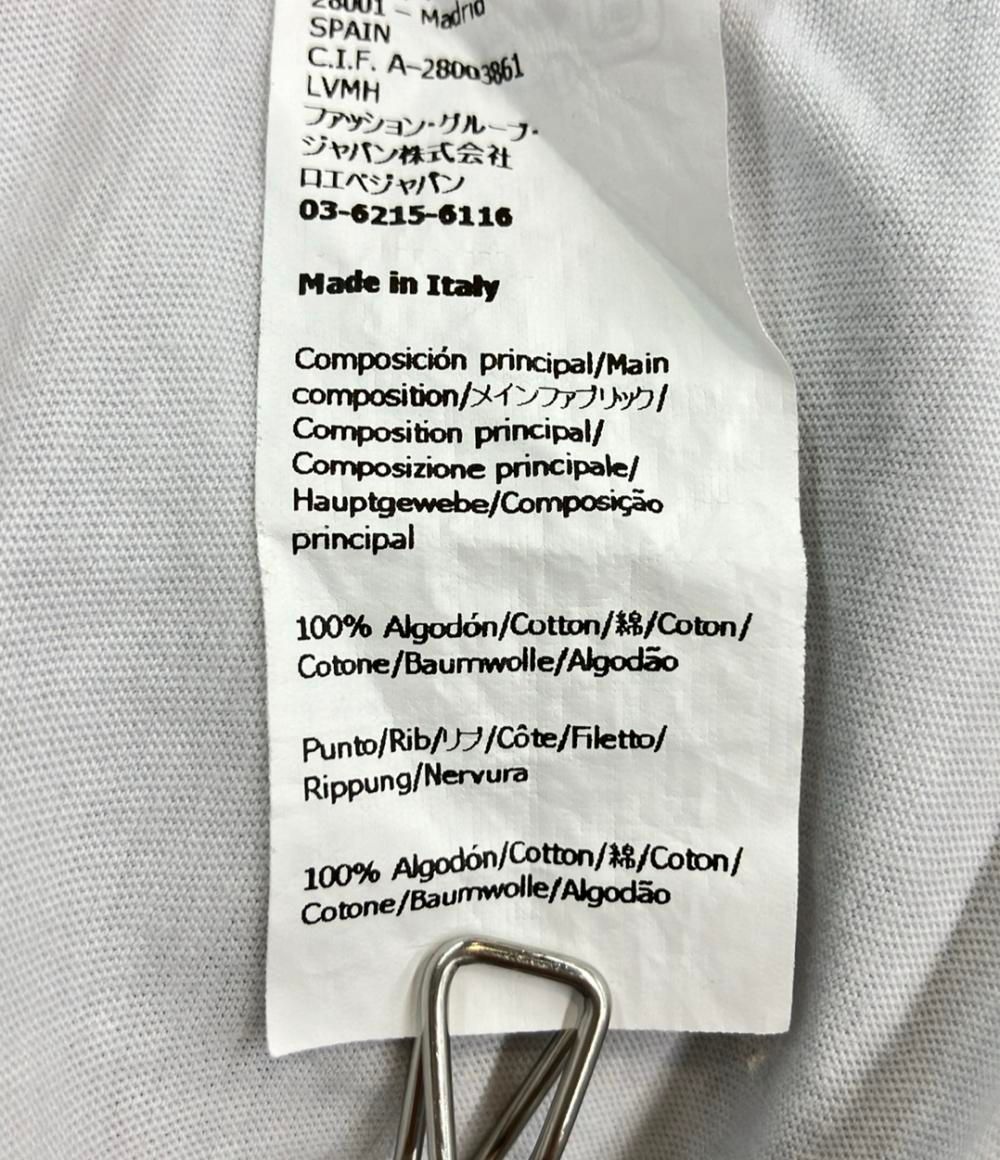 28001 – Madrid
SPAIN
C.I.F. A-28003861
LVMH
ファッション・グループ・
ジャパン株式会社
ロエベジャパン
03-6215-6116
Made in Italy
Composición principal/Main
composition/メインファブリック/
Composition principal/
Composizione principale/
Hauptgewebe/Composição
principal
100% Algodón/Cotton/綿/Coton/
Cotone/Baumwolle/Algodão
Punto/Rib/リブ/Côte/Filetto/
Rippung/Nervura
100% Algodón/Cotton/綿/Coton/
Cotone/Baumwolle/Algodão